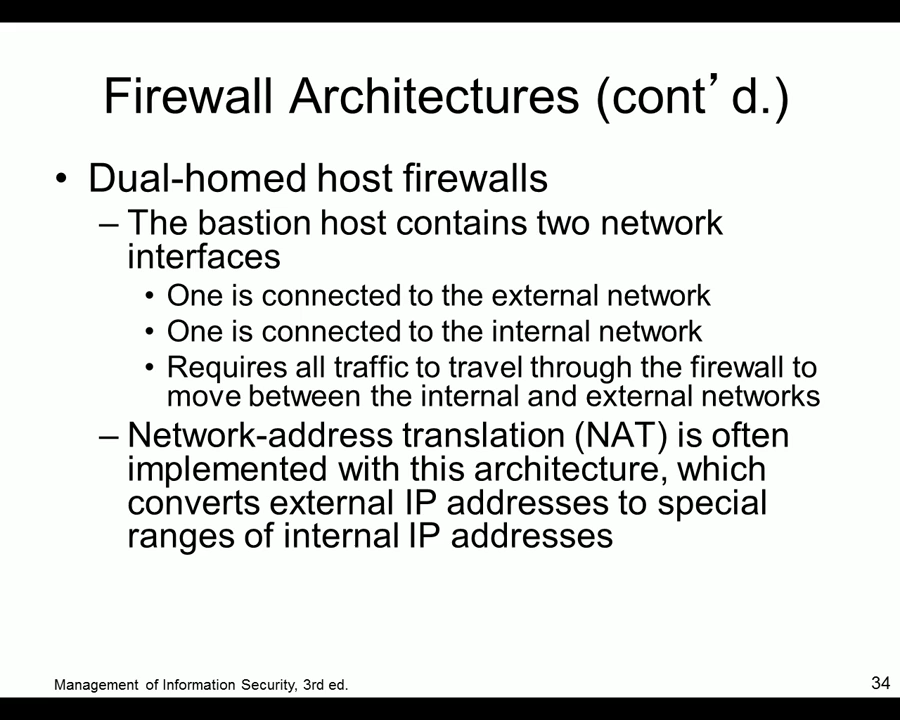 Firewall Architectures (cont’ d.)
• Dual-homed host firewalls
– The bastion host contains two network
interfaces
• One is connected to the external network
• One is connected to the internal network
• Requires all traffic to travel through the firewall to
move between the internal and external networks
– Network-address translation (NAT) is often
implemented with this architecture, which
converts external IP addresses to special
ranges of internal IP addresses
Management of Information Security, 3rd ed.
34